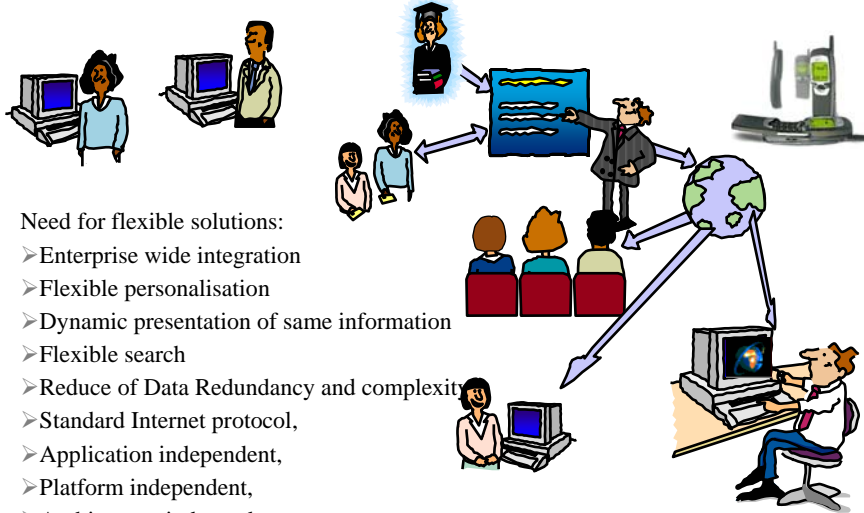 Need for flexible solutions:
➢Enterprise wide integration
➢Flexible personalisation
➢Dynamic presentation of same information
➢Flexible search
➢Reduce of Data Redundancy and complexity
➢Standard Internet protocol,
➢Application independent,
➢Platform independent,